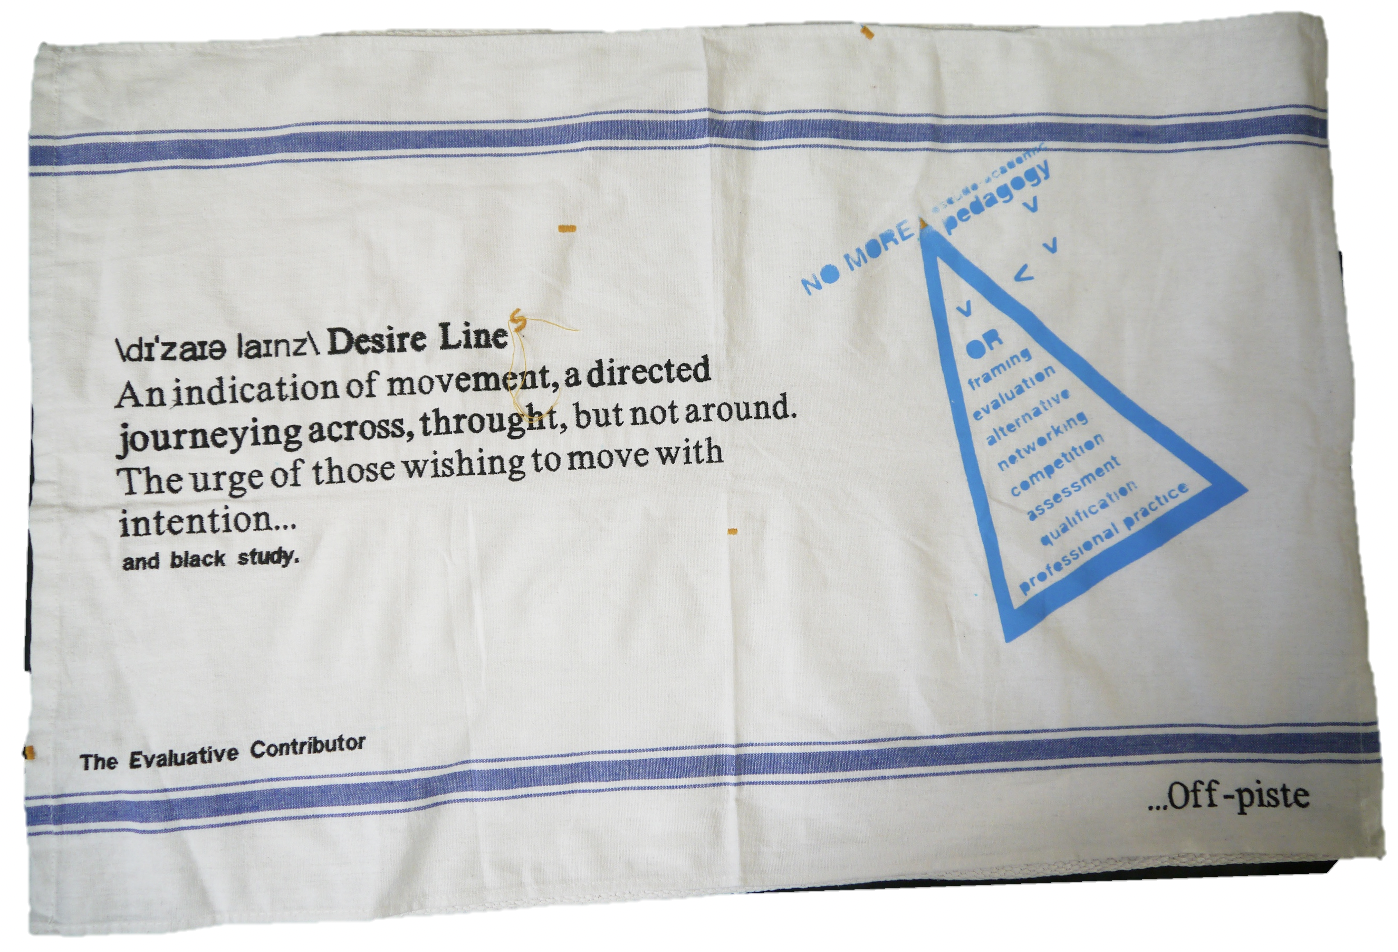 \dɪˈzaɪə laɪnz\ Desire Lines
An indication of movement, a directed
journeying across, throught, but not around.
The urge of those wishing to move with
intention...
and black study.
The Evaluative Contributor
NO MORE
pedagogy
v
v
<
v
OR
framing
evaluation
alternative
networking
competition
assessment
qualification
professional practice
...Off-piste